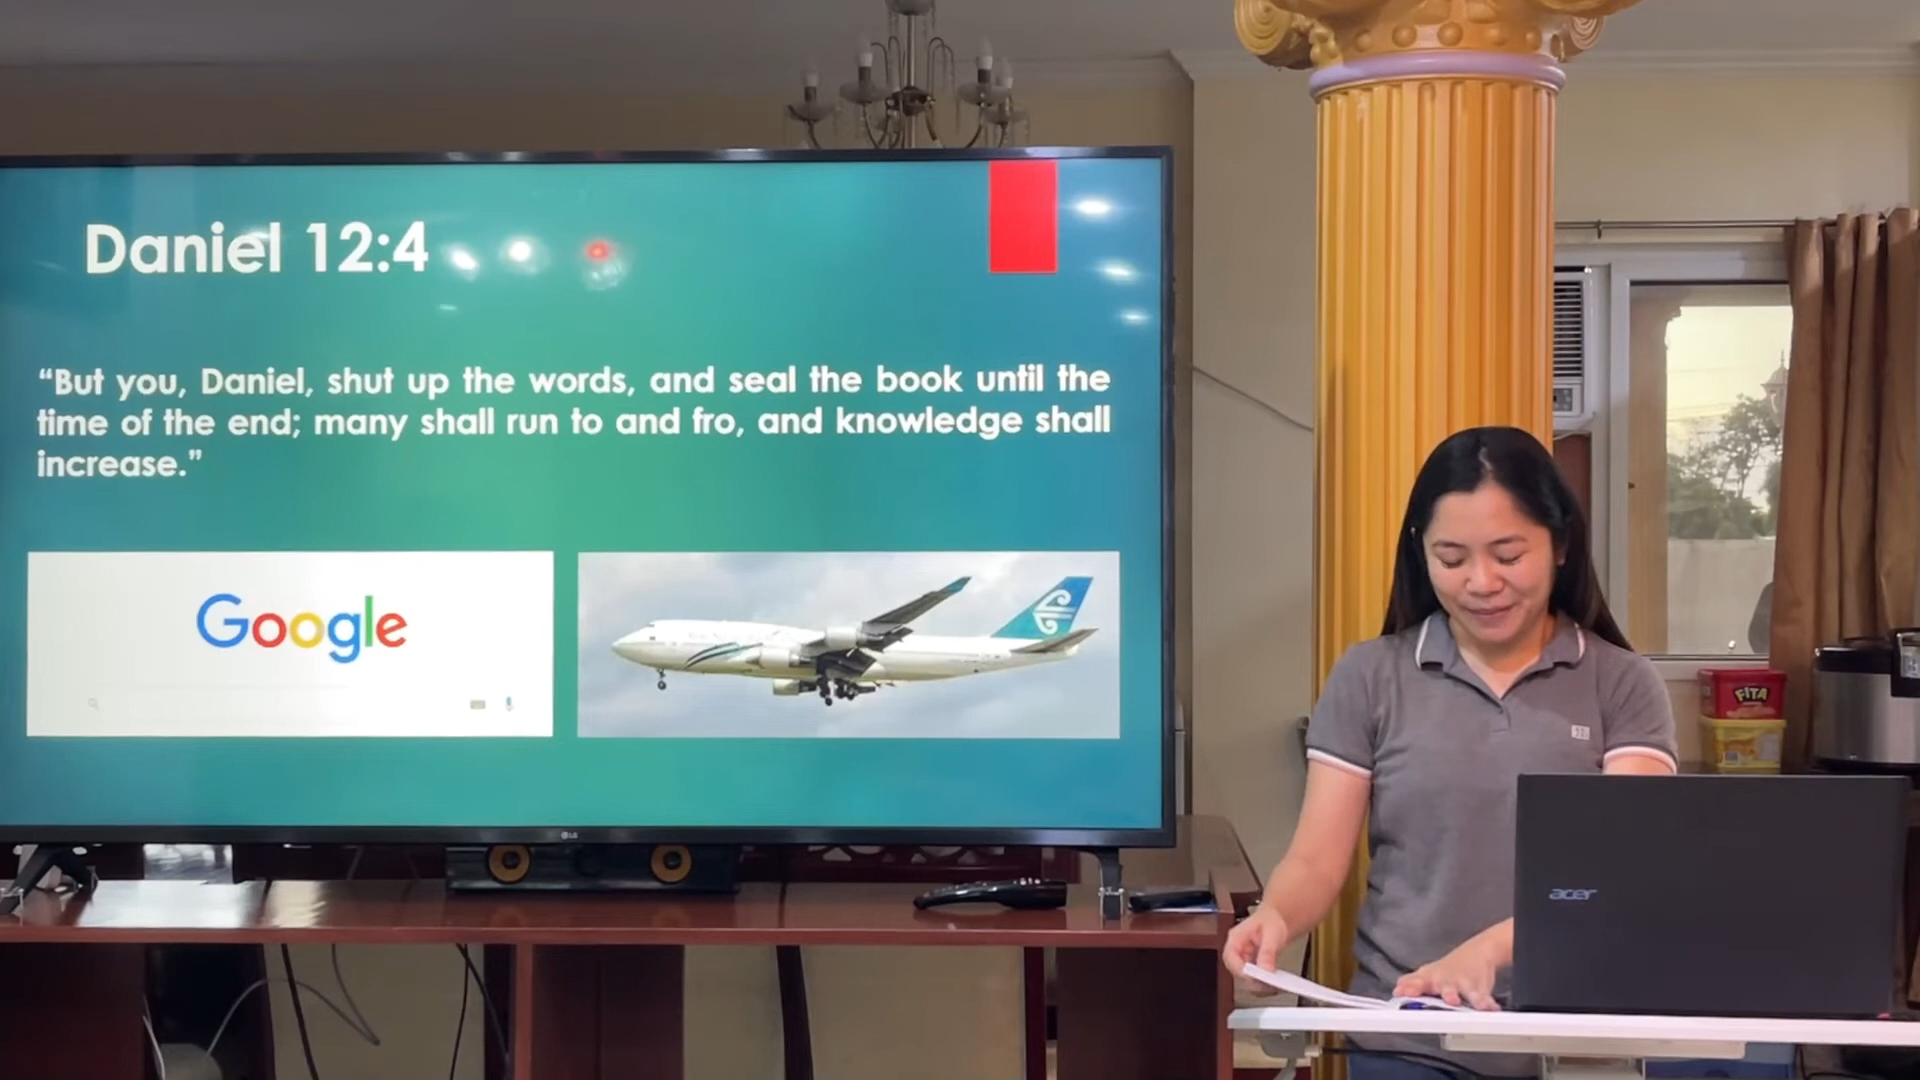 Daniel 12:4
“But you, Daniel, shut up the words, and seal the book until the
time of the end; many shall run to and fro, and knowledge shall
increase.”
Google
LG
FITA
acer